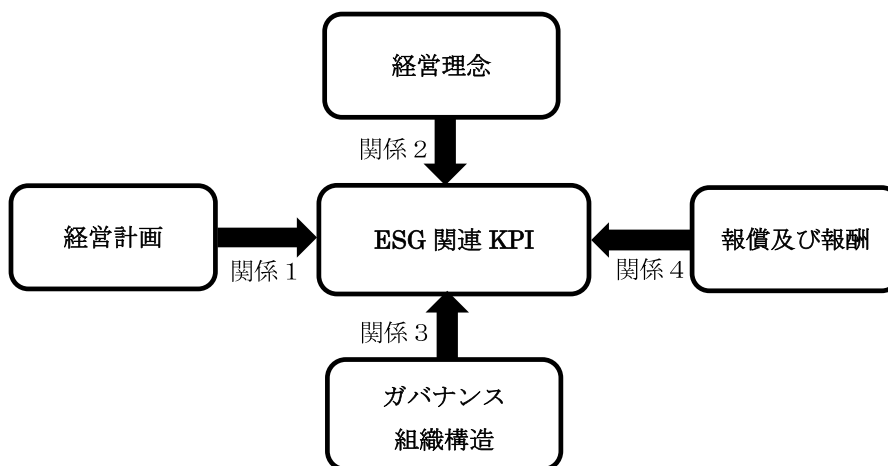 経営理念
関係２
経営計画
ESG 関連 KPI
報償及び報酬
関係１
関係４
関係３
ガバナンス
組織構造